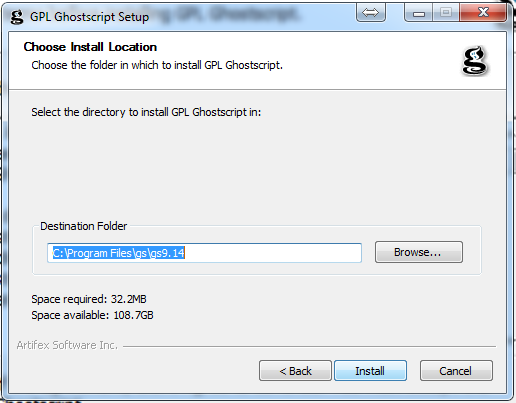 GPL Ghostscript Setup
Choose Install Location
Choose the folder in which to install GPL Ghostscript.
Select the directory to install GPL Ghostscript in:
Destination Folder
C:\Program Files\gs\gs9.14
Browse...
Space required: 32.2MB
Space available: 108.7GB
Artifex Software Inc.
< Back
Install
Cancel